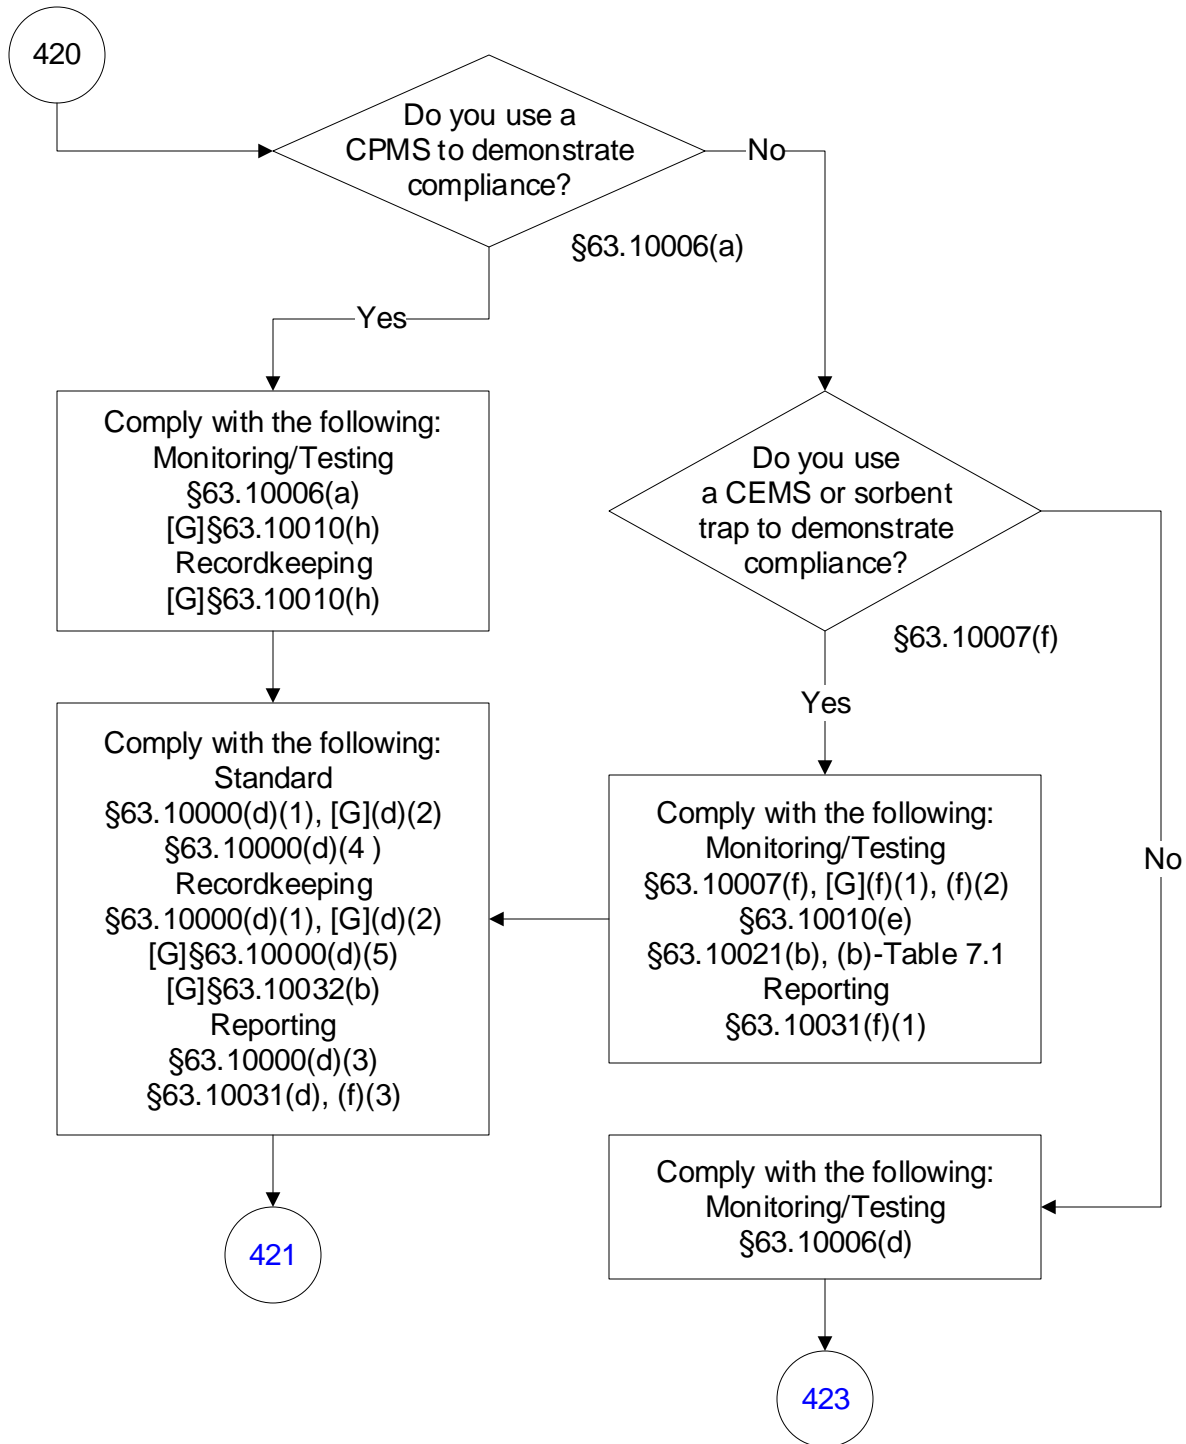 420
Do you use a
CPMS to demonstrate
compliance?
No
§63.10006(a)
Yes
Comply with the following:
Monitoring/Testing
§63.10006(a)
[G]§63.10010(h)
Recordkeeping
[G]§63.10010(h)
Do you use
a CEMS or sorbent
trap to demonstrate
compliance?
§63.10007(f)
Yes
No
Comply with the following:
Standard
§63.10000(d)(1), [G](d)(2)
§63.10000(d)(4 )
Recordkeeping
§63.10000(d)(1), [G](d)(2)
[G]§63.10000(d)(5)
[G]§63.10032(b)
Reporting
§63.10000(d)(3)
§63.10031(d), (f)(3)
Comply with the following:
Monitoring/Testing
§63.10007(f), [G](f)(1), (f)(2)
§63.10010(e)
§63.10021(b), (b)-Table 7.1
Reporting
§63.10031(f)(1)
Comply with the following:
Monitoring/Testing
§63.10006(d)
421
423